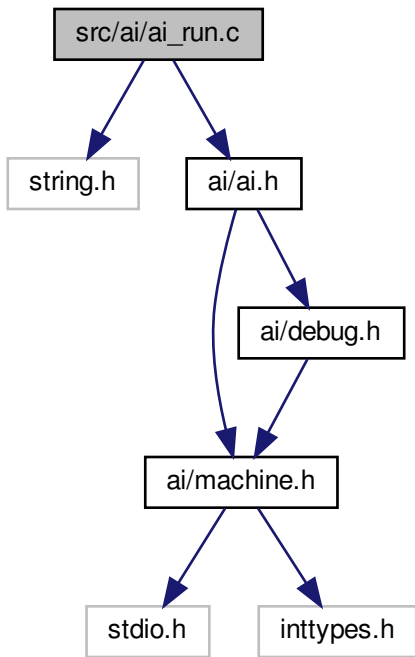 src/ai/ai_run.c
string.h
ai/ai.h
ai/debug.h
ai/machine.h
stdio.h
inttypes.h